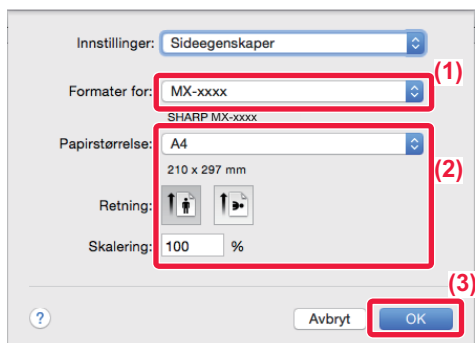 Innstillinger: Sideegenskaper
(1)
Formater for: MX-xxxx
SHARP MX-xxxx
Papirstørrelse: A4
210 x 297 mm
(2)
Retning:
Skalering: 100 %
(3)
? Avbryt OK